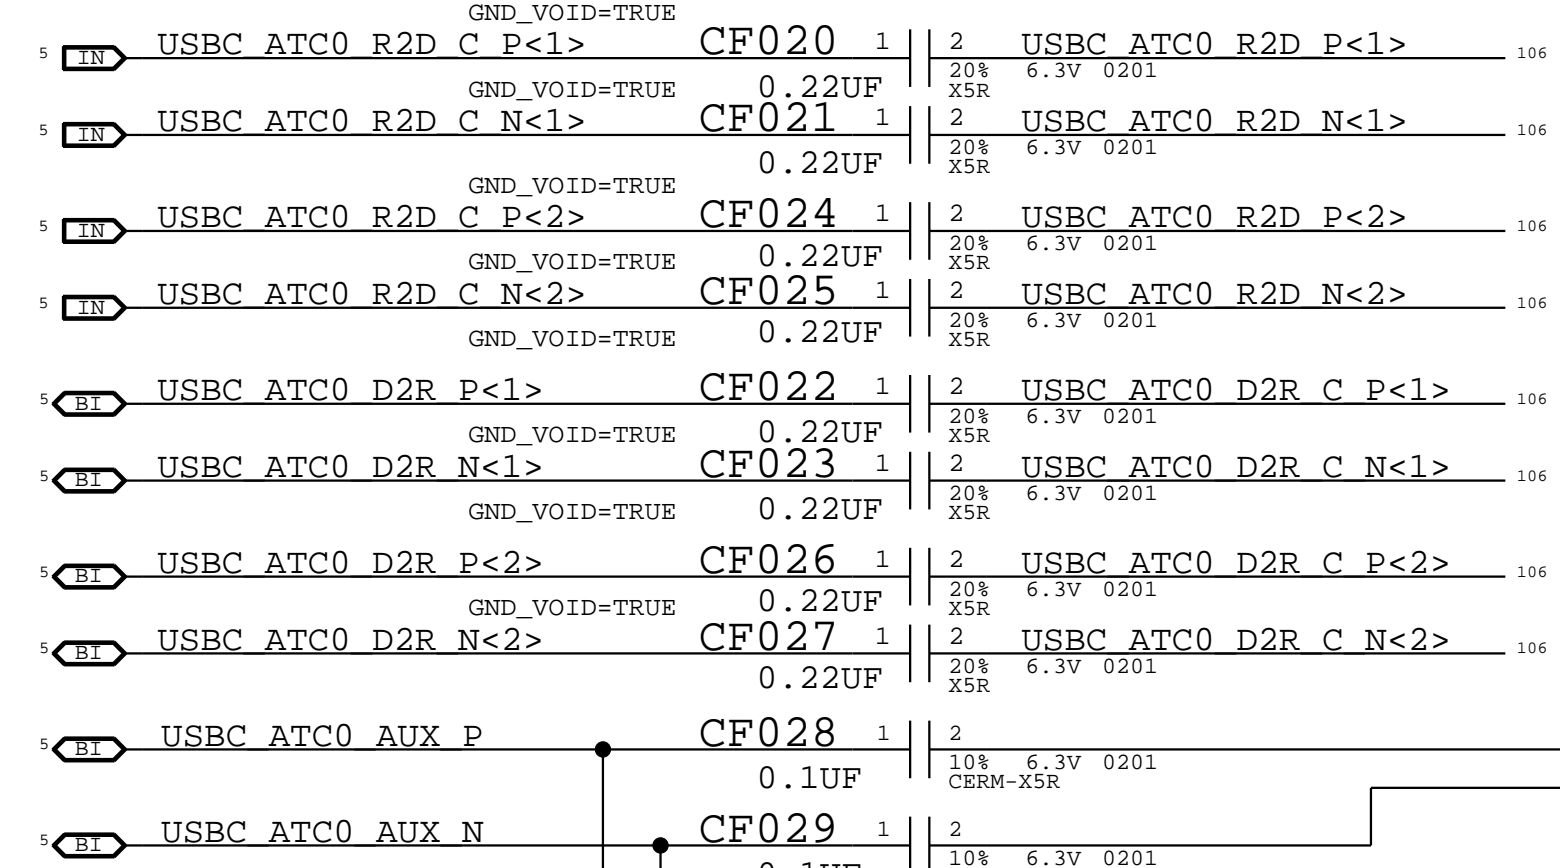 GND_VOID=TRUE
5 IN USBC_ATC0_R2D_C_P<1> CF020 1 2 USBC_ATC0_R2D_P<1> 106
20% 6.3V 0201
GND_VOID=TRUE 0.22UF X5R
5 IN USBC_ATC0_R2D_C_N<1> CF021 1 2 USBC_ATC0_R2D_N<1> 106
20% 6.3V 0201
0.22UF X5R
GND_VOID=TRUE
5 IN USBC_ATC0_R2D_C_P<2> CF024 1 2 USBC_ATC0_R2D_P<2> 106
20% 6.3V 0201
GND_VOID=TRUE 0.22UF X5R
5 IN USBC_ATC0_R2D_C_N<2> CF025 1 2 USBC_ATC0_R2D_N<2> 106
20% 6.3V 0201
GND_VOID=TRUE 0.22UF X5R
5 BI USBC_ATC0_D2R_P<1> CF022 1 2 USBC_ATC0_D2R_C_P<1> 106
20% 6.3V 0201
GND_VOID=TRUE 0.22UF X5R
5 BI USBC_ATC0_D2R_N<1> CF023 1 2 USBC_ATC0_D2R_C_N<1> 106
20% 6.3V 0201
GND_VOID=TRUE 0.22UF X5R
5 BI USBC_ATC0_D2R_P<2> CF026 1 2 USBC_ATC0_D2R_C_P<2> 106
20% 6.3V 0201
GND_VOID=TRUE 0.22UF X5R
5 BI USBC_ATC0_D2R_N<2> CF027 1 2 USBC_ATC0_D2R_C_N<2> 106
20% 6.3V 0201
0.22UF X5R
5 BI USBC_ATC0_AUX_P CF028 1 2
10% 6.3V 0201
0.1UF CERM-X5R
5 BI USBC_ATC0_AUX_N CF029 1 2
10% 6.3V 0201